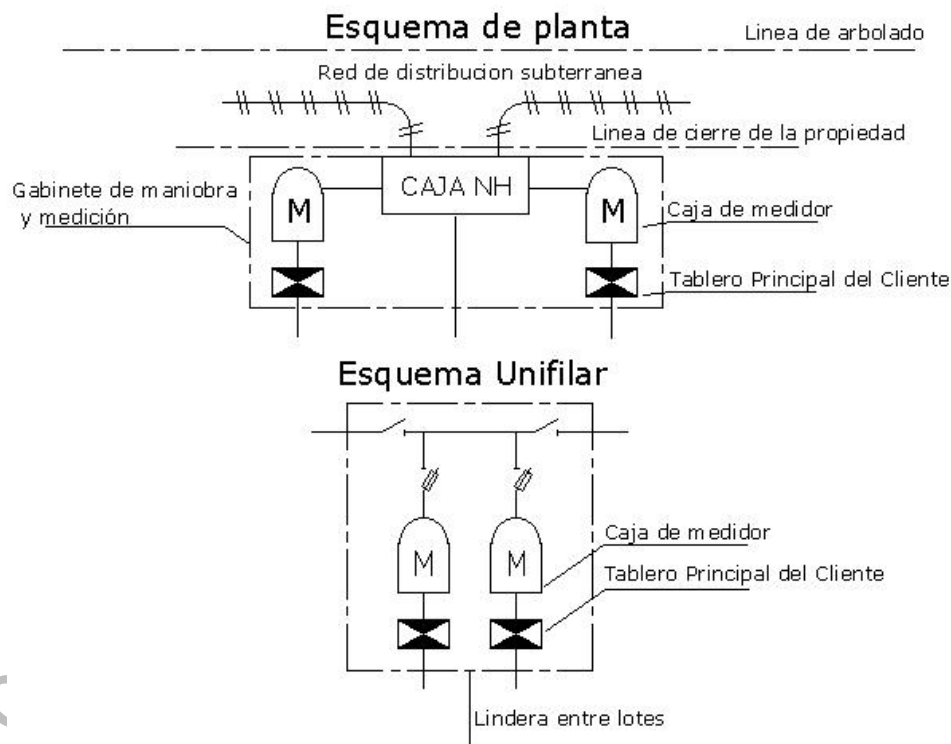 Esquema de planta
Linea de arbolado
Red de distribucion subterranea
Linea de cierre de la propiedad
Gabinete de maniobra
y medición
M
CAJA NH
M
Caja de medidor
Tablero Principal del Cliente
Esquema Unifilar
M
M
Caja de medidor
Tablero Principal del Cliente
Lindera entre lotes